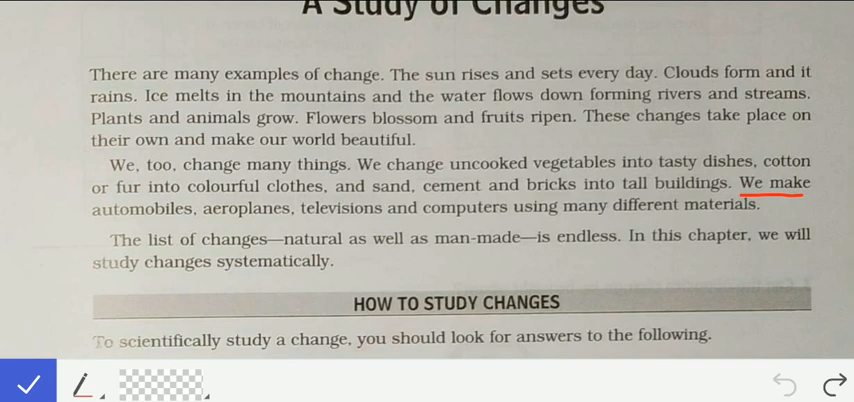 A Study of Changes
There are many examples of change. The sun rises and sets every day. Clouds form and it
rains. Ice melts in the mountains and the water flows down forming rivers and streams.
Plants and animals grow. Flowers blossom and fruits ripen. These changes take place on
their own and make our world beautiful.
We, too, change many things. We change uncooked vegetables into tasty dishes, cotton
or fur into colourful clothes, and sand, cement and bricks into tall buildings. We make
automobiles, aeroplanes, televisions and computers using many different materials.
The list of changes—natural as well as man-made—is endless. In this chapter, we will
study changes systematically.
HOW TO STUDY CHANGES
To scientifically study a change, you should look for answers to the following.